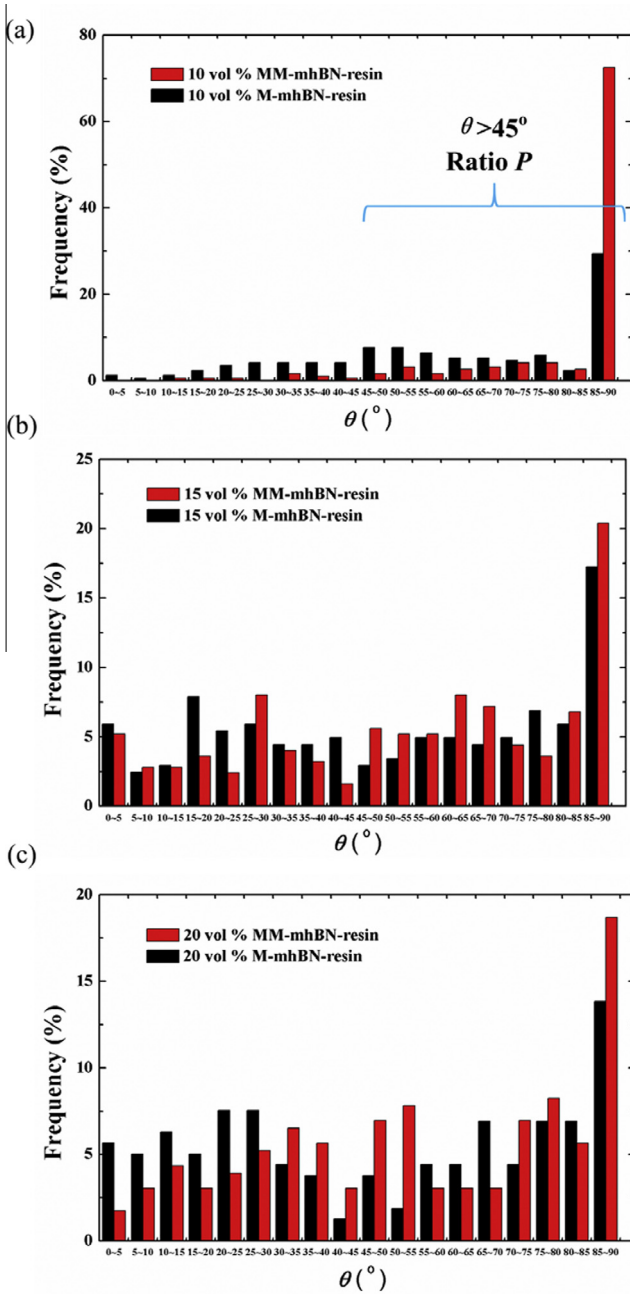 (a)
80
60
40
20
0
Frequency (%)
10 vol % MM-mhBN-resin
10 vol % M-mhBN-resin
θ>45°
Ratio P
0~5 5~10 10~15 15~20 20~25 25~30 30~35 35~40 40~45 45~50 50~55 55~60 60~65 65~70 70~75 75~80 80~85 85~90
θ(°)
(b)
25
20
15
10
5
0
Frequency (%)
15 vol % MM-mhBN-resin
15 vol % M-mhBN-resin
0~5 5~10 10~15 15~20 20~25 25~30 30~35 35~40 40~45 45~50 50~55 55~60 60~65 65~70 70~75 75~80 80~85 85~90
θ(°)
(c)
20
15
10
5
0
Frequency (%)
20 vol % MM-mhBN-resin
20 vol % M-mhBN-resin
0~5 5~10 10~15 15~20 20~25 25~30 30~35 35~40 40~45 45~50 50~55 55~60 60~65 65~70 70~75 75~80 80~85 85~90
θ(°)